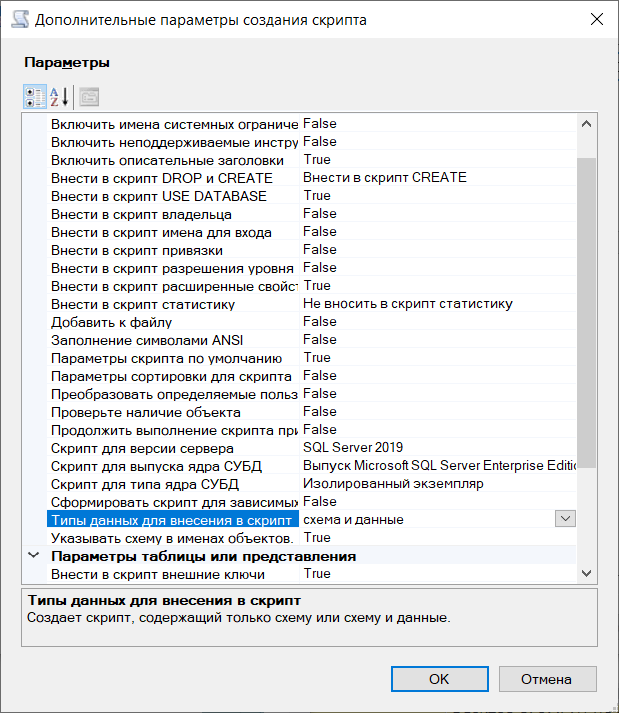 Дополнительные параметры создания скрипта
Параметры
Включить имена системных ограниче False
Включить неподдерживаемые инстру False
Включить описательные заголовки True
Внести в скрипт DROP и CREATE Внести в скрипт CREATE
Внести в скрипт USE DATABASE True
Внести в скрипт владельца False
Внести в скрипт имена для входа False
Внести в скрипт привязки False
Внести в скрипт разрешения уровня False
Внести в скрипт расширенные свойст True
Внести в скрипт статистику Не вносить в скрипт статистику
Добавить к файлу False
Заполнение символами ANSI False
Параметры скрипта по умолчанию True
Параметры сортировки для скрипта False
Преобразовать определяемые польз False
Проверьте наличие объекта False
Продолжить выполнение скрипта при False
Скрипт для версии сервера SQL Server 2019
Скрипт для выпуска ядра СУБД Выпуск Microsoft SQL Server Enterprise Editio
Скрипт для типа ядра СУБД Изолированный экземпляр
Сформировать скрипт для зависимых False
Типы данных для внесения в скрипт схема и данные
Указывать схему в именах объектов. True
Параметры таблицы или представления
Внести в скрипт внешние ключи True
Типы данных для внесения в скрипт
Создает скрипт, содержащий только схему или схему и данные.
OK Отмена